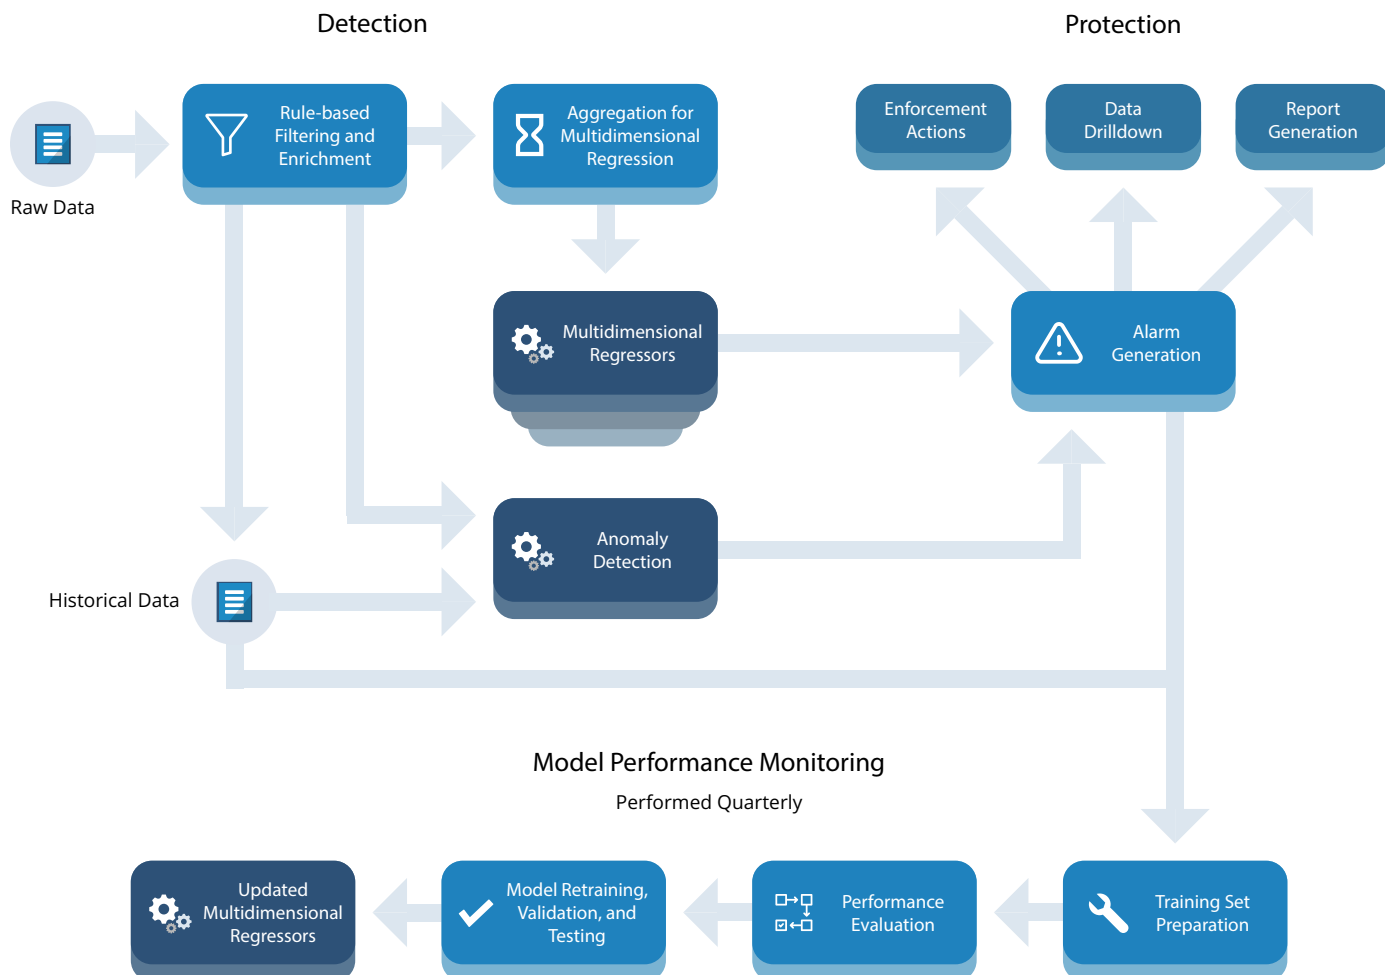 Detection
Protection
Rule-based
Filtering and
Enrichment
Aggregation for
Multidimensional
Regression
Enforcement
Actions
Data
Drilldown
Report
Generation
Raw Data
Multidimensional
Regressors
Alarm
Generation
Anomaly
Detection
Historical Data
Model Performance Monitoring
Performed Quarterly
Updated
Multidimensional
Regressors
Model Retraining,
Validation, and
Testing
Performance
Evaluation
Training Set
Preparation